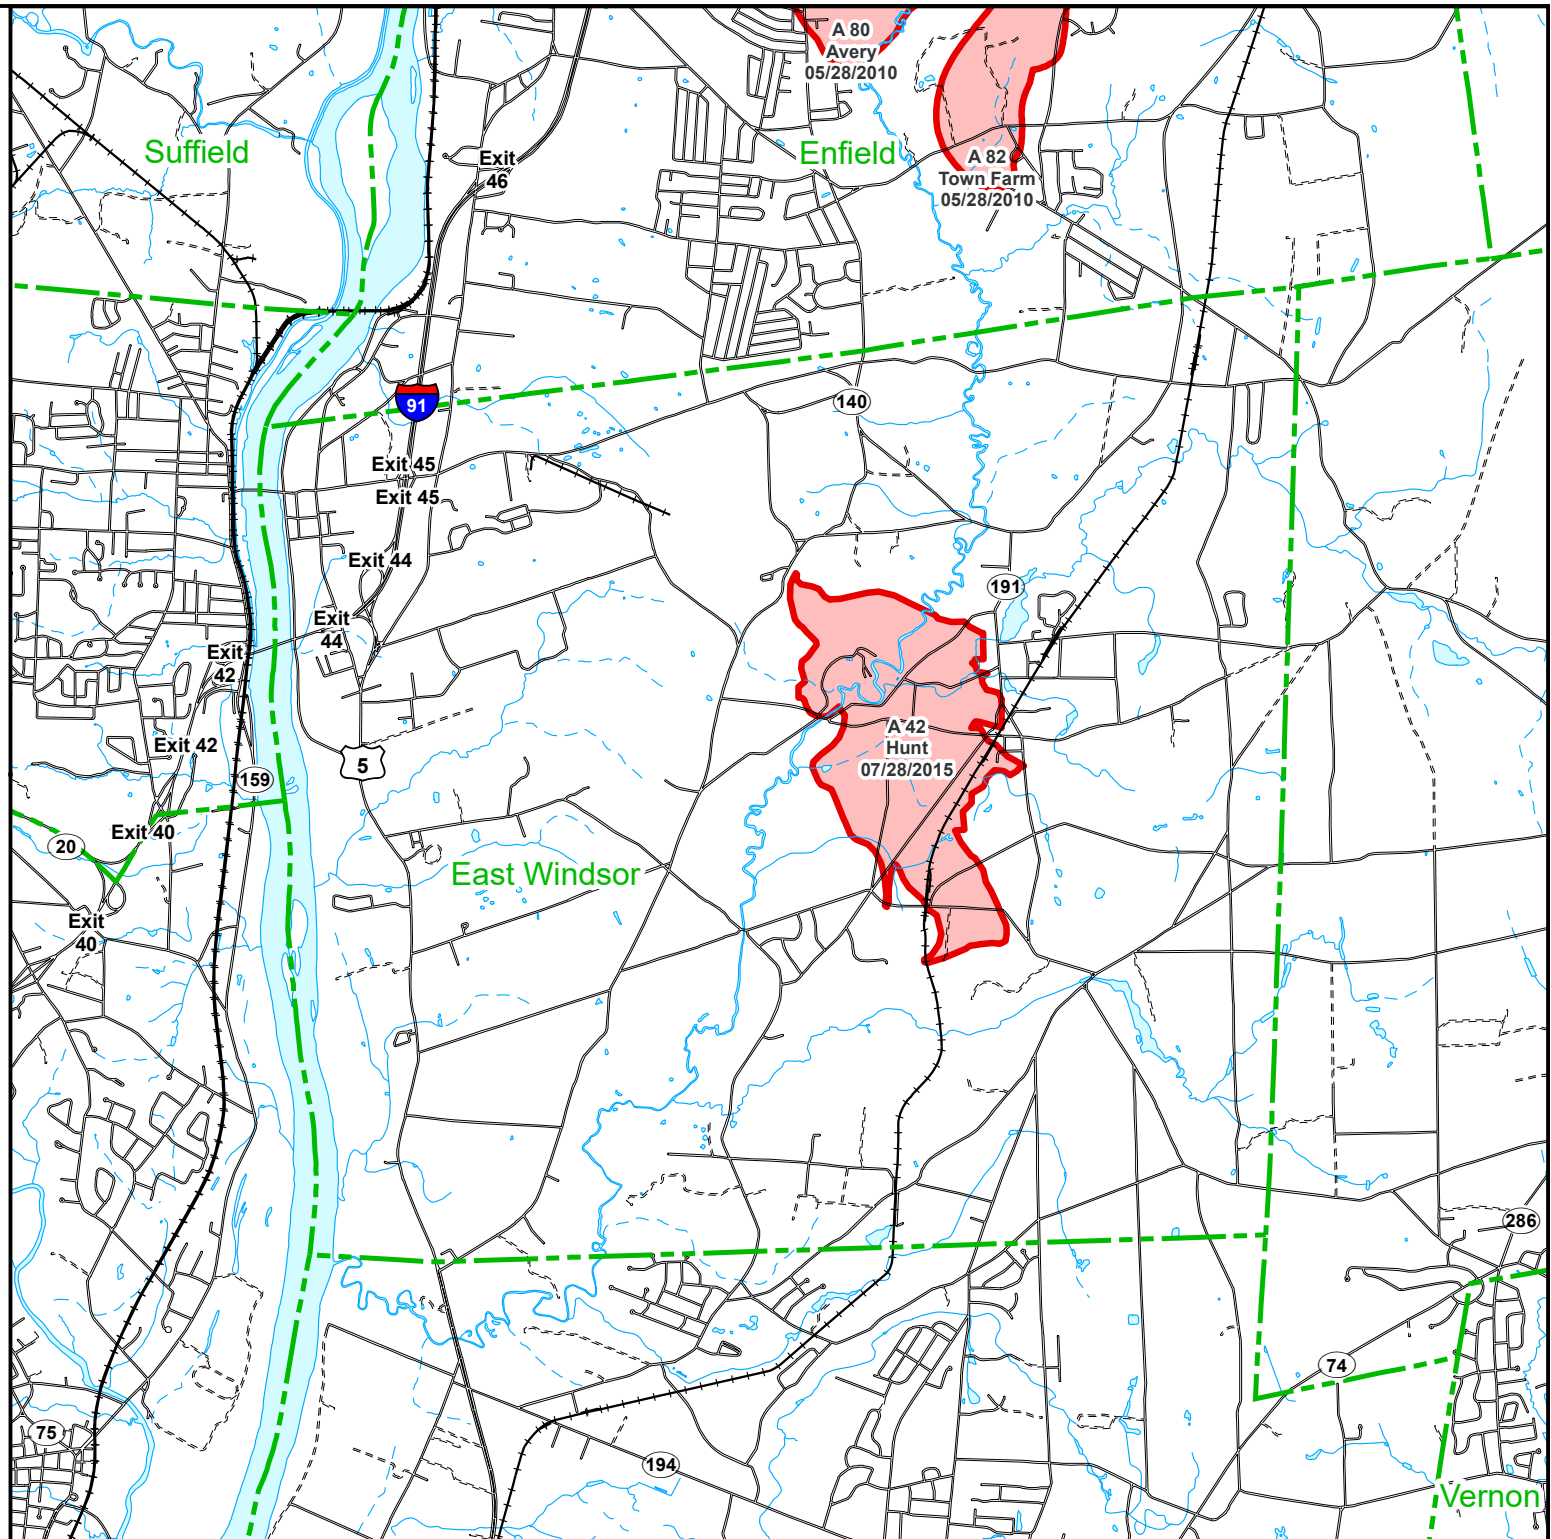 A 80
Avery
05/28/2010
Suffield
Enfield
Exit
46
A 82
Town Farm
05/28/2010
91
140
Exit 45
Exit 45
Exit 44
191
Exit
44
Exit
42
A 42
Hunt
07/28/2015
Exit 42
5
159
Exit 40
20
East Windsor
Exit
40
286
74
75
194
Vernon